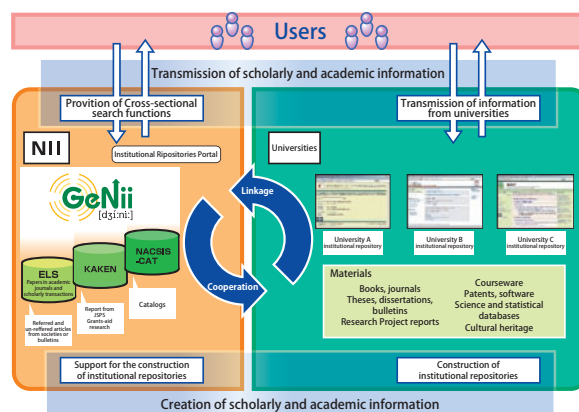 Users
Transmission of scholarly and academic information
Provition of Cross-sectional
search functions
Transmission of information
from universities
NII
Institutional Ripositories Portal
Universities
GeNii
[dʒíːniː]
Linkage
Cooperation
University A
institutional repository
University B
institutional repository
University C
institutional repository
ELS
Papers in academic
journals and
scholarly transactions
KAKEN
NACSIS
-CAT
Referred and
un-reffered articles
from societies or
bulletins
Report from
JSPS
Grants-aid
research
Catalogs
Materials
Books, journals
Theses, dissertations,
bulletins
Research Project reports
Courseware
Patents, software
Science and statistical
databases
Cultural heritage
Support for the construction
of institutional repositories
Construction of
institutional repositories
Creation of scholarly and academic information